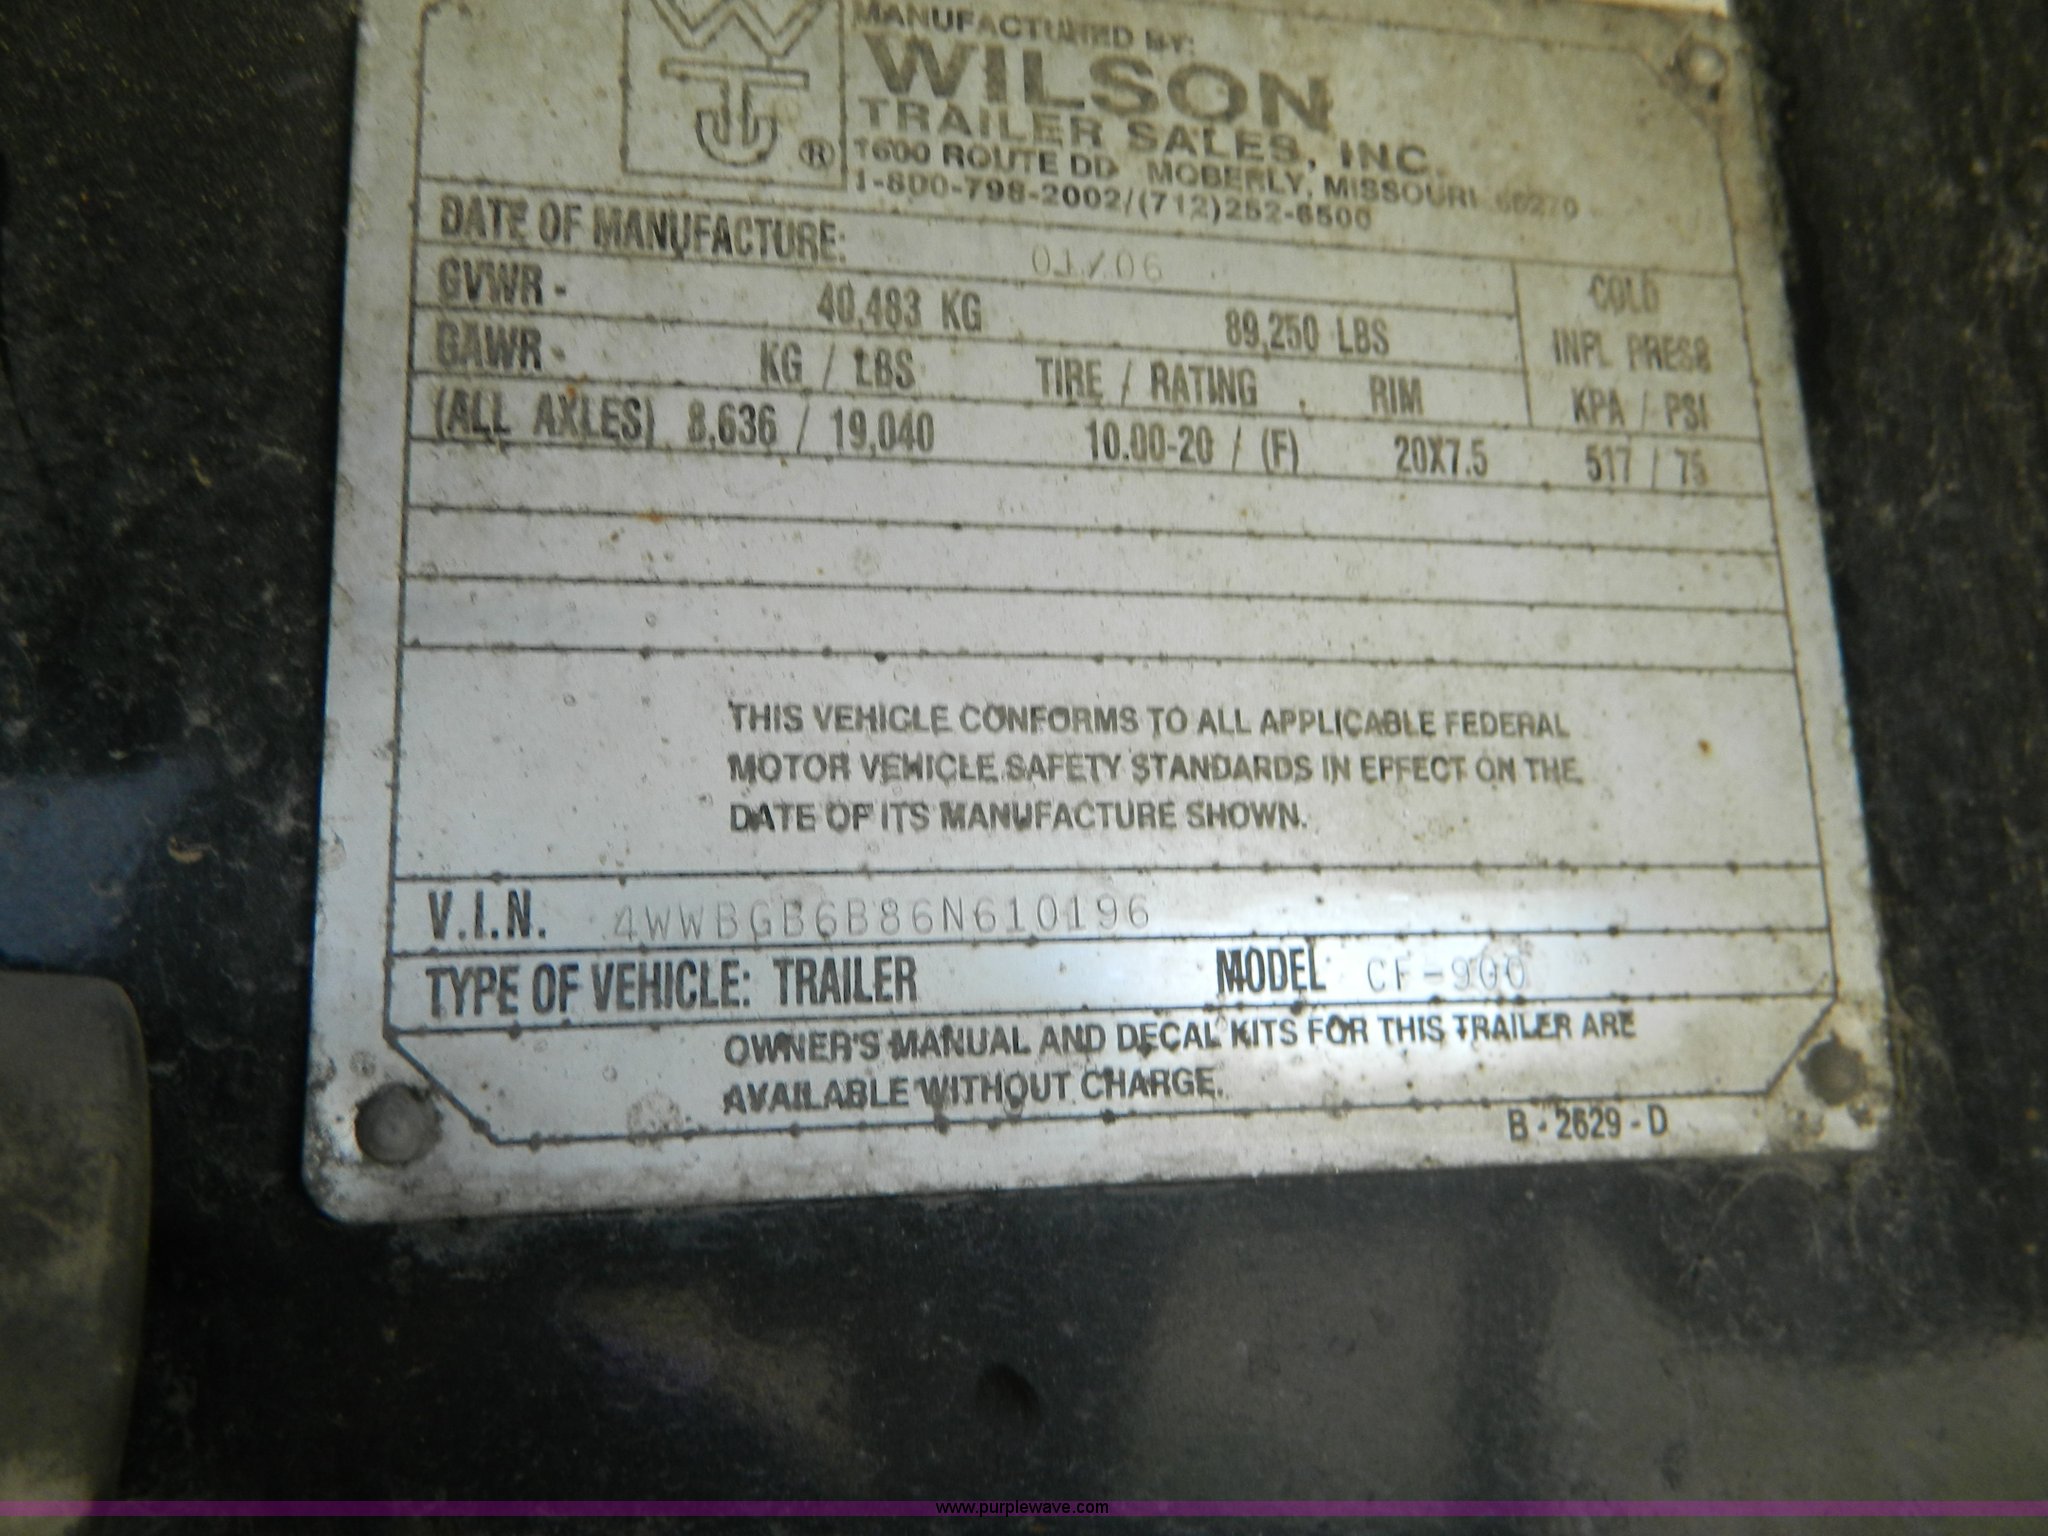 WTJ®
MANUFACTURED BY:
WILSON
TRAILER SALES, INC.
1600 ROUTE DD MOBERLY, MISSOURI 65270
1-800-798-2002/(712)252-6500
DATE OF MANUFACTURE: 01/06
GVWR - 40,483 KG 89,250 LBS
COLD
INFL PRESS
GAWR - KG / LBS TIRE / RATING RIM KPA / PSI
(ALL AXLES) 8,636 / 19,040 10.00-20 / (F) 20X7.5 517 / 75
THIS VEHICLE CONFORMS TO ALL APPLICABLE FEDERAL
MOTOR VEHICLE SAFETY STANDARDS IN EFFECT ON THE
DATE OF ITS MANUFACTURE SHOWN.
V.I.N. 4WWBGB6B86N610196
TYPE OF VEHICLE: TRAILER MODEL CF-900
OWNER'S MANUAL AND DECAL KITS FOR THIS TRAILER ARE
AVAILABLE WITHOUT CHARGE.
B - 2629 - D
www.purplewave.com